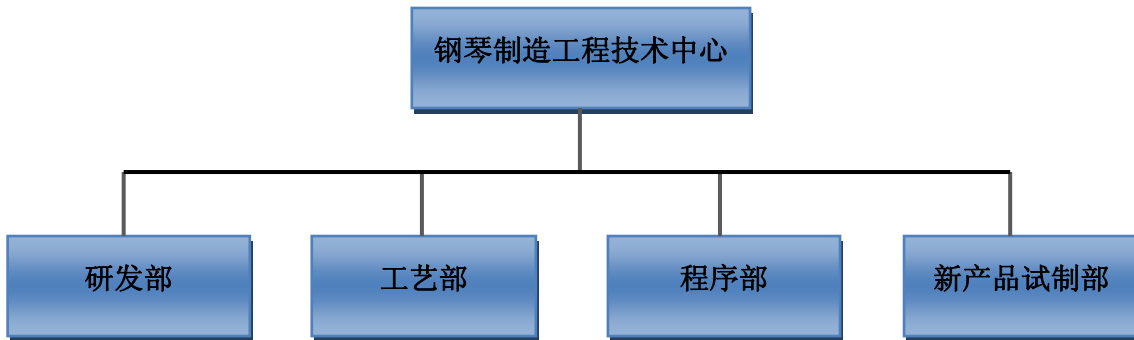 钢琴制造工程技术中心
研发部
工艺部
程序部
新产品试制部